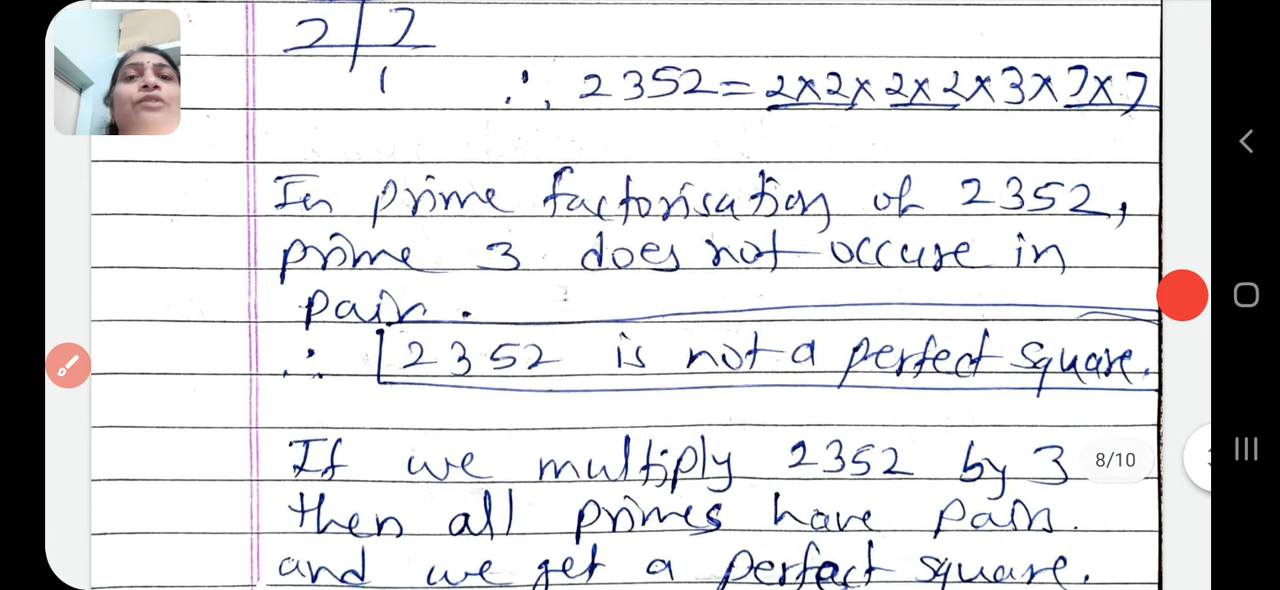 2 | 7
1
∴ 2352 = 2×2× 2×2×3×7×7
In prime factorisation of 2352,
prime 3 does not occure in
pair.
∴ 2352 is not a perfect square.
If we multiply 2352 by 3
8/10
then all primes have pairs.
and we get a perfect square.